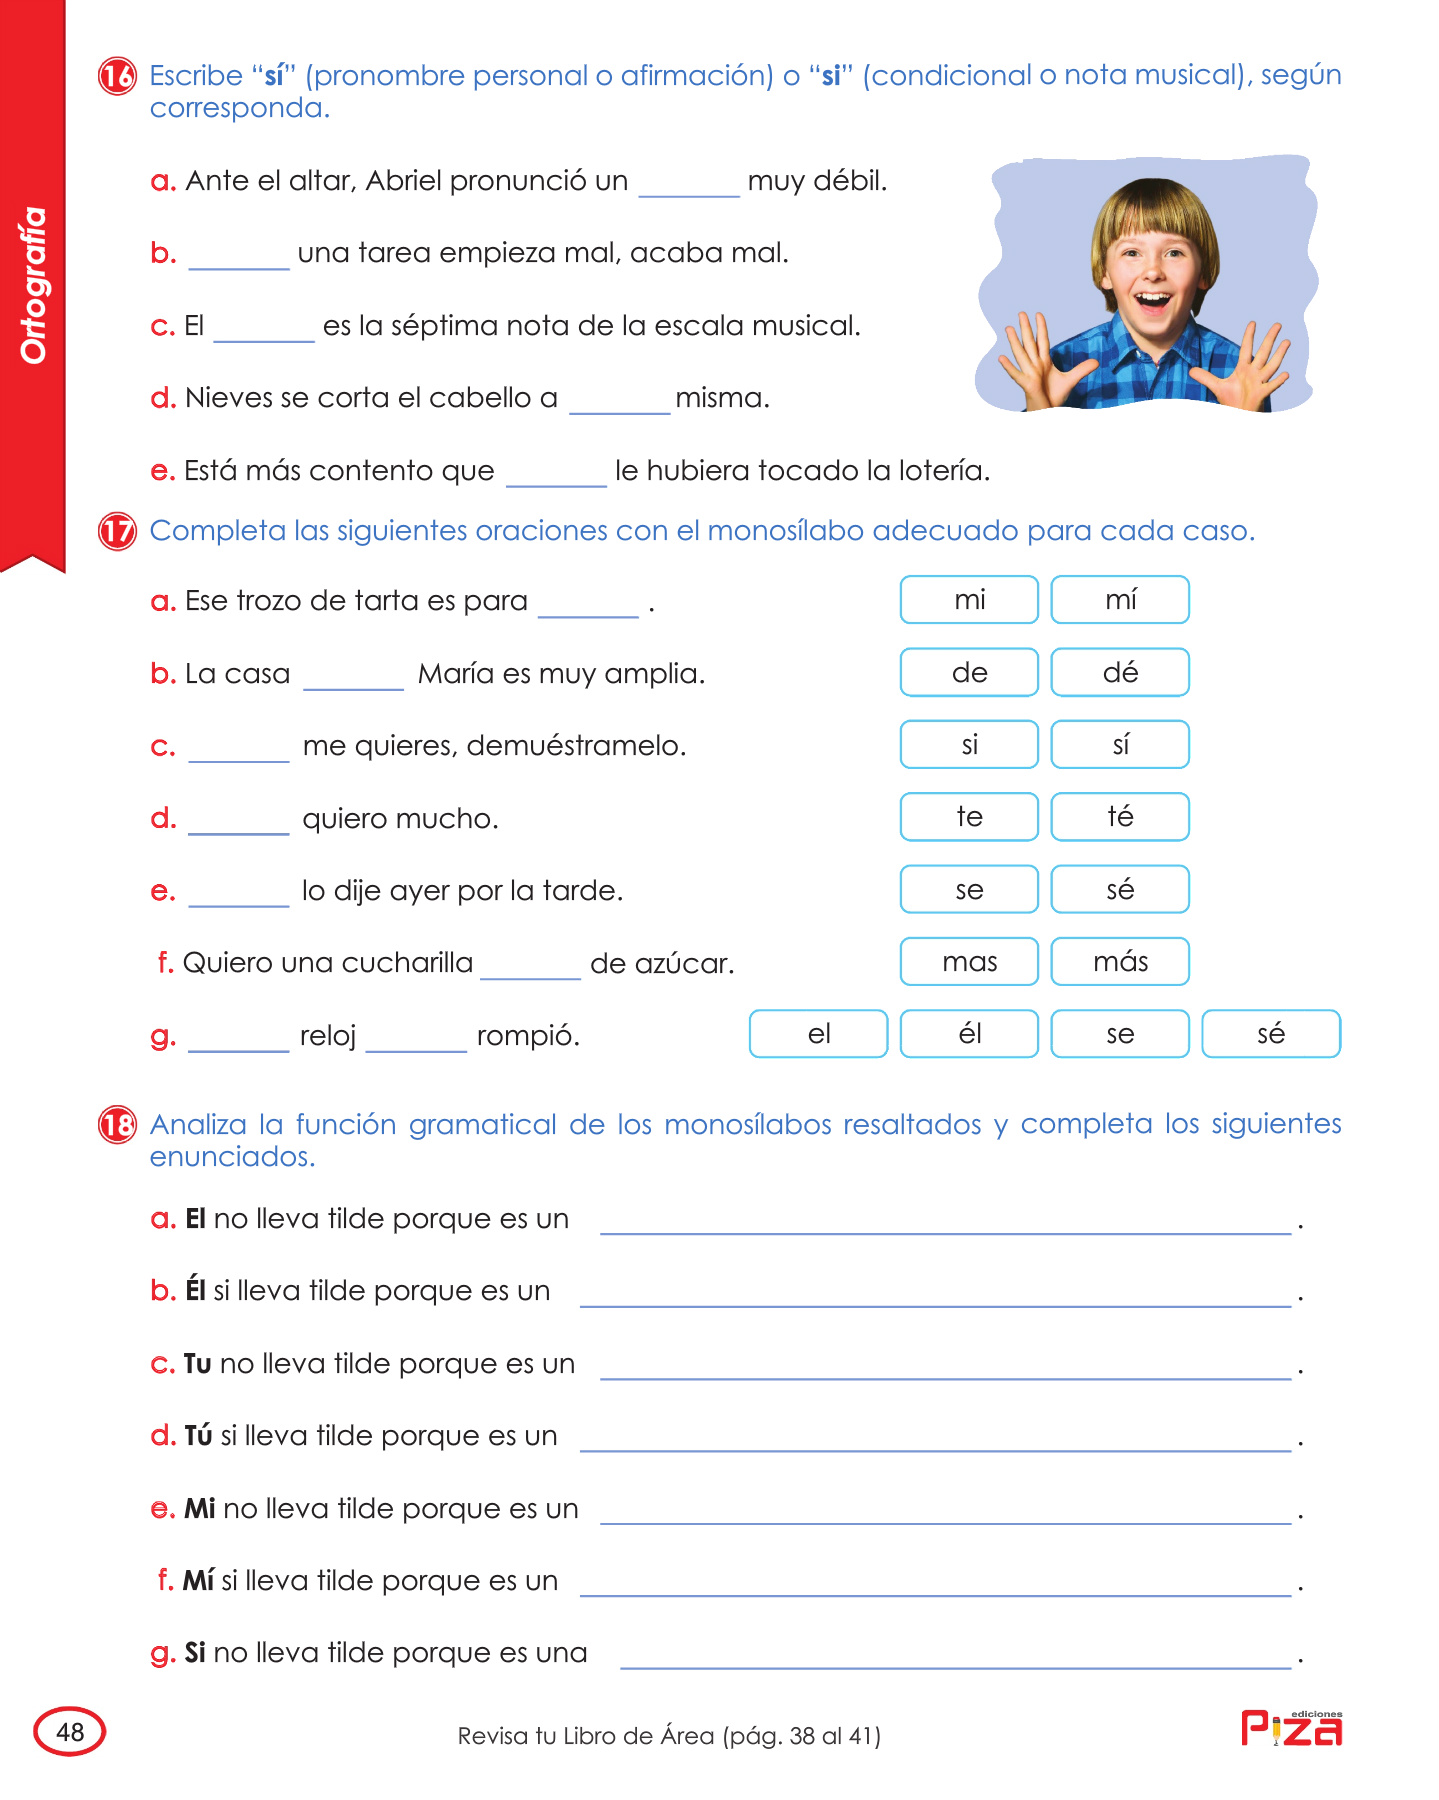 Ortografía
16 Escribe “sí” (pronombre personal o afirmación) o “si” (condicional o nota musical), según
corresponda.
a. Ante el altar, Abriel pronunció un _______ muy débil.
b. _______ una tarea empieza mal, acaba mal.
c. El _______ es la séptima nota de la escala musical.
d. Nieves se corta el cabello a _______ misma.
e. Está más contento que _______ le hubiera tocado la lotería.
17 Completa las siguientes oraciones con el monosílabo adecuado para cada caso.
a. Ese trozo de tarta es para _______ . mi mí
b. La casa _______ María es muy amplia. de dé
c. _______ me quieres, demuéstramelo. si sí
d. _______ quiero mucho. te té
e. _______ lo dije ayer por la tarde. se sé
f. Quiero una cucharilla _______ de azúcar. mas más
g. _______ reloj _______ rompió. el él se sé
18 Analiza la función gramatical de los monosílabos resaltados y completa los siguientes
enunciados.
a. El no lleva tilde porque es un _______ .
b. Él si lleva tilde porque es un _______ .
c. Tu no lleva tilde porque es un _______ .
d. Tú si lleva tilde porque es un _______ .
e. Mi no lleva tilde porque es un _______ .
f. Mí si lleva tilde porque es un _______ .
g. Si no lleva tilde porque es una _______ .
48
Revisa tu Libro de Área (pág. 38 al 41)
ediciones
Piza